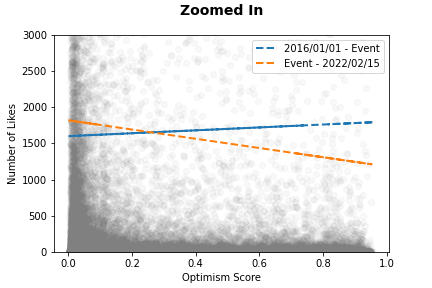 Zoomed In
2016/01/01 - Event
Event - 2022/02/15
3000
2500
2000
1500
1000
500
0
Number of Likes
0.0 0.2 0.4 0.6 0.8 1.0
Optimism Score